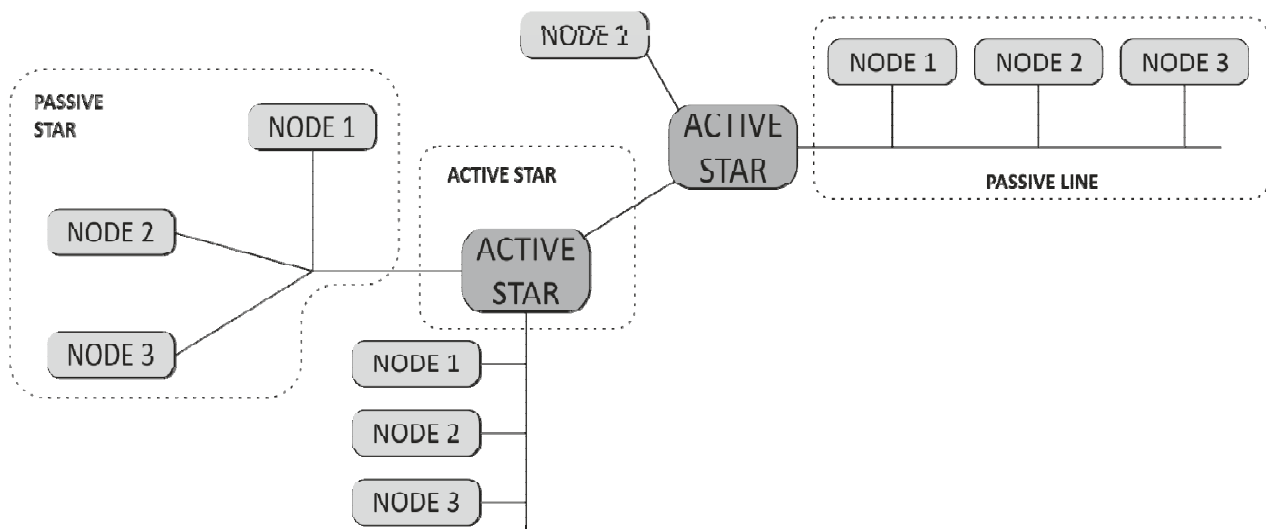 NODE 1
NODE 1 NODE 2 NODE 3
PASSIVE
STAR
NODE 1
ACTIVE
STAR
ACTIVE STAR
PASSIVE LINE
NODE 2
ACTIVE
STAR
NODE 3
NODE 1
NODE 2
NODE 3